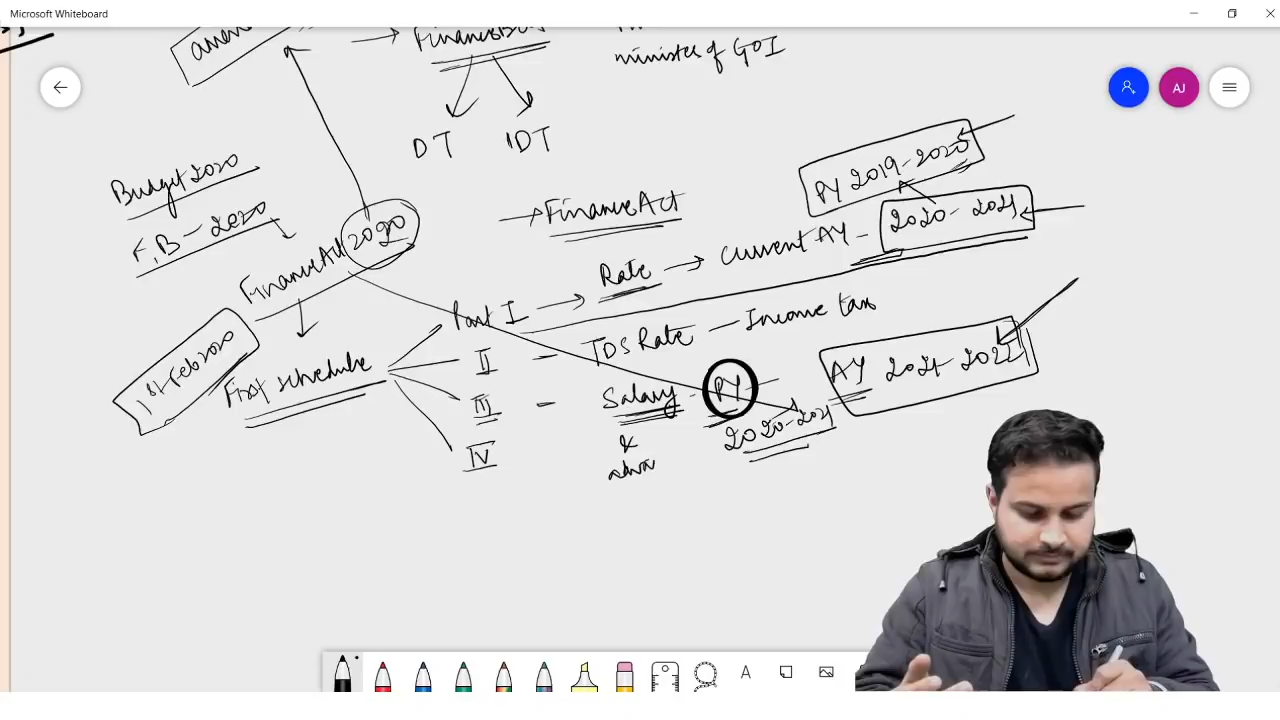 Microsoft Whiteboard
Finance Bill
minister of GOI
DT IDT
AJ
Budget 2020
F.B - 2020
Finance Act 2020
1st Feb 2020
First schedule
→ Finance Act
PY 2019-2020
Part I → Rate → Current AY - 2020-2021
II - TDS Rate - Income tax
III - Salary - PY
2020-2021
AY 2021-2022
&
IV
A